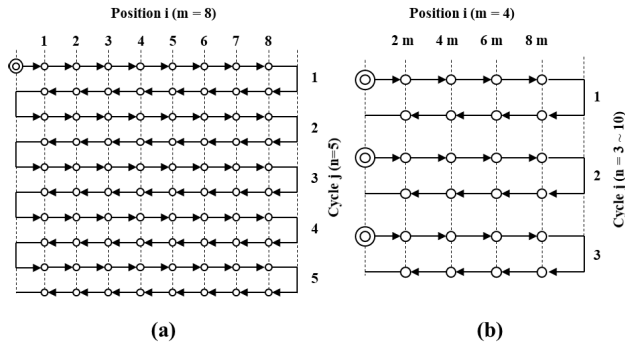 Position i (m = 8)
1 2 3 4 5 6 7 8
1
2
3
4
5
Cycle j (n=5)
(a)
Position i (m = 4)
2 m 4 m 6 m 8 m
1
2
3
Cycle j (n = 3 ~ 10)
(b)